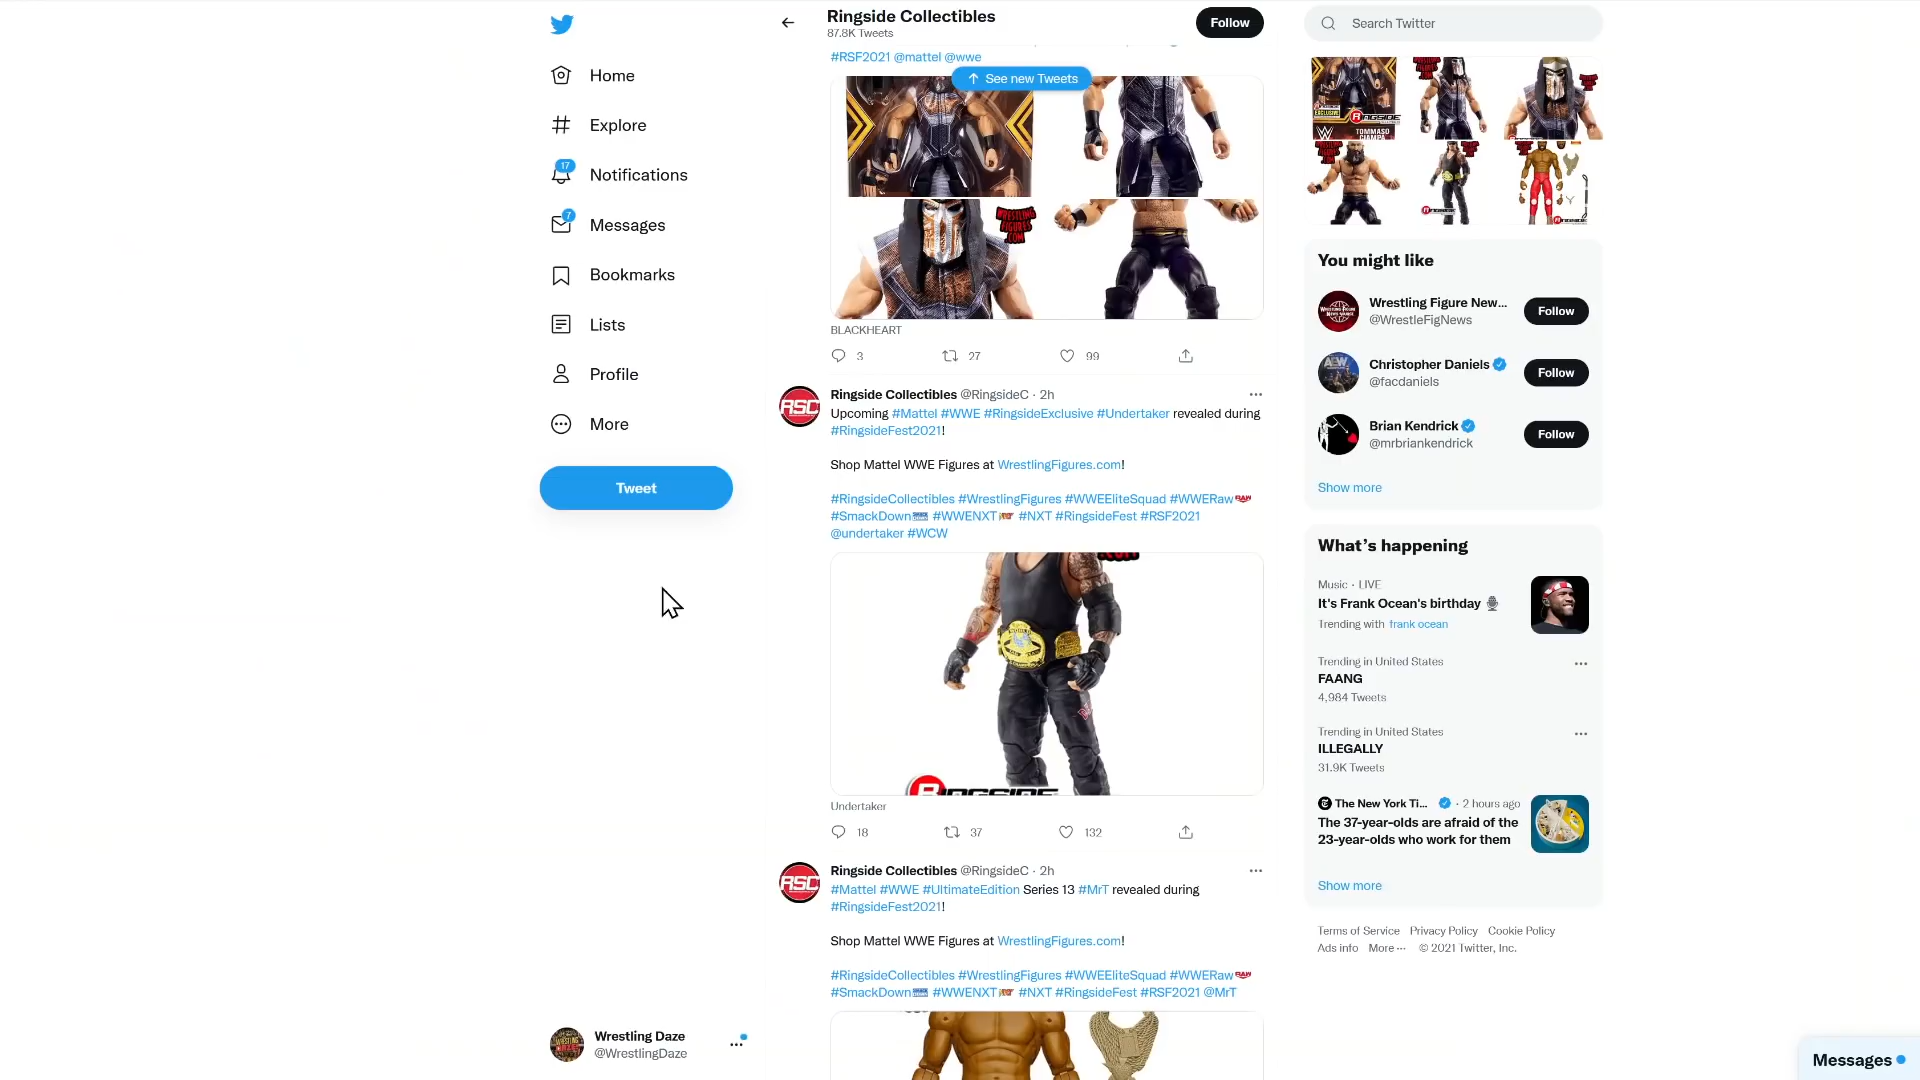 Home
Explore
17
Notifications
7
Messages
Bookmarks
Lists
Profile
More
Tweet
Wrestling Daze
@WrestlingDaze
Ringside Collectibles
87.8K Tweets
Follow
#RSF2021 @mattel @wwe
See new Tweets
WRESTLING
FIGURES
.COM
BLACKHEART
3 27 99
RSC
Ringside Collectibles @RingsideC · 2h
Upcoming #Mattel #WWE #RingsideExclusive #Undertaker revealed during
#RingsideFest2021!
Shop Mattel WWE Figures at WrestlingFigures.com!
#RingsideCollectibles #WrestlingFigures #WWEEliteSquad #WWERaw
#SmackDown #WWENXT #NXT #RingsideFest #RSF2021
@undertaker #WCW
RINGSIDE
Undertaker
18 37 132
RSC
Ringside Collectibles @RingsideC · 2h
#Mattel #WWE #UltimateEdition Series 13 #MrT revealed during
#RingsideFest2021!
Shop Mattel WWE Figures at WrestlingFigures.com!
#RingsideCollectibles #WrestlingFigures #WWEEliteSquad #WWERaw
#SmackDown #WWENXT #NXT #RingsideFest #RSF2021 @MrT
Search Twitter
RINGSIDE
TOMMASO
CIAMPA
You might like
Wrestling Figure New...
@WrestleFigNews
Follow
Christopher Daniels
@facdaniels
Follow
Brian Kendrick
@mrbriankendrick
Follow
Show more
What's happening
Music · LIVE
It's Frank Ocean's birthday
Trending with frank ocean
Trending in United States
FAANG
4,984 Tweets
Trending in United States
ILLEGALLY
31.9K Tweets
The New York Ti... · 2 hours ago
The 37-year-olds are afraid of the
23-year-olds who work for them
Show more
Terms of Service Privacy Policy Cookie Policy
Ads info More ··· © 2021 Twitter, Inc.
Messages